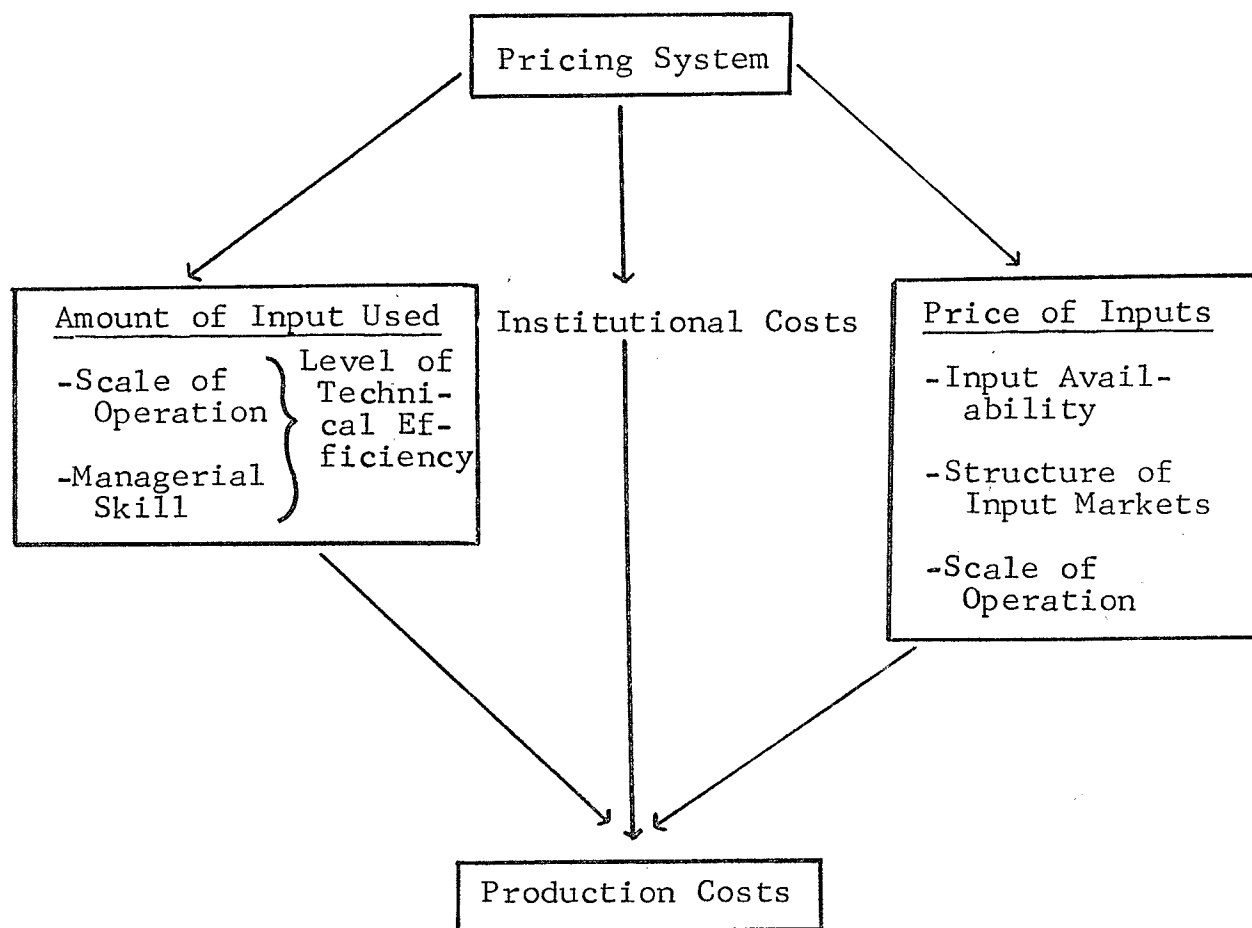 Pricing System
Amount of Input Used
-Scale of
Operation
-Managerial
Skill
Level of
Techni-
cal Ef-
ficiency
Institutional Costs
Price of Inputs
-Input Avail-
ability
-Structure of
Input Markets
-Scale of
Operation
Production Costs